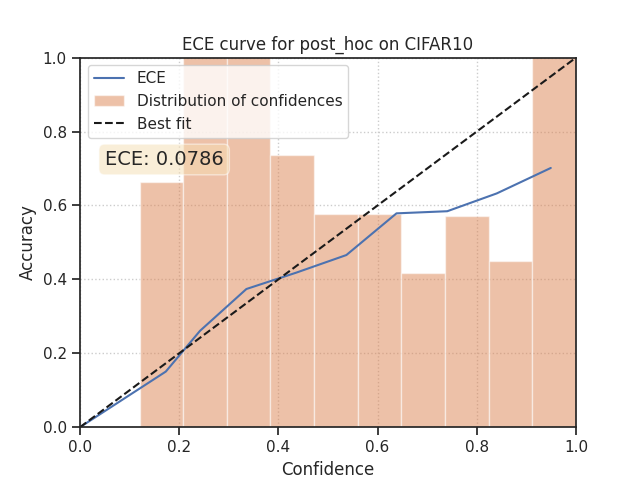 ECE curve for post_hoc on CIFAR10
1.0
0.8
0.6
0.4
0.2
0.0
Accuracy
ECE
Distribution of confidences
Best fit
ECE: 0.0786
0.0 0.2 0.4 0.6 0.8 1.0
Confidence